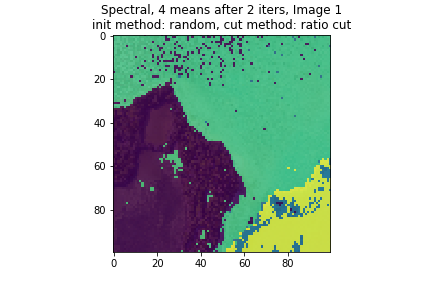 Spectral, 4 means after 2 iters, Image 1
init method: random, cut method: ratio cut
0
20
40
60
80
0 20 40 60 80